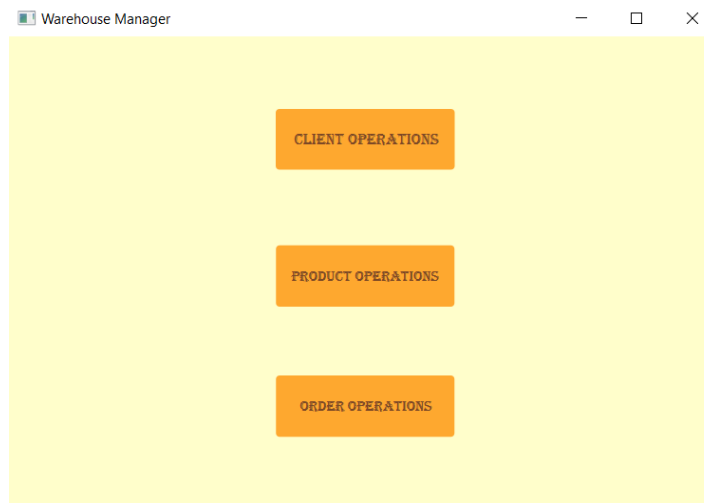 Warehouse Manager
CLIENT OPERATIONS
PRODUCT OPERATIONS
ORDER OPERATIONS